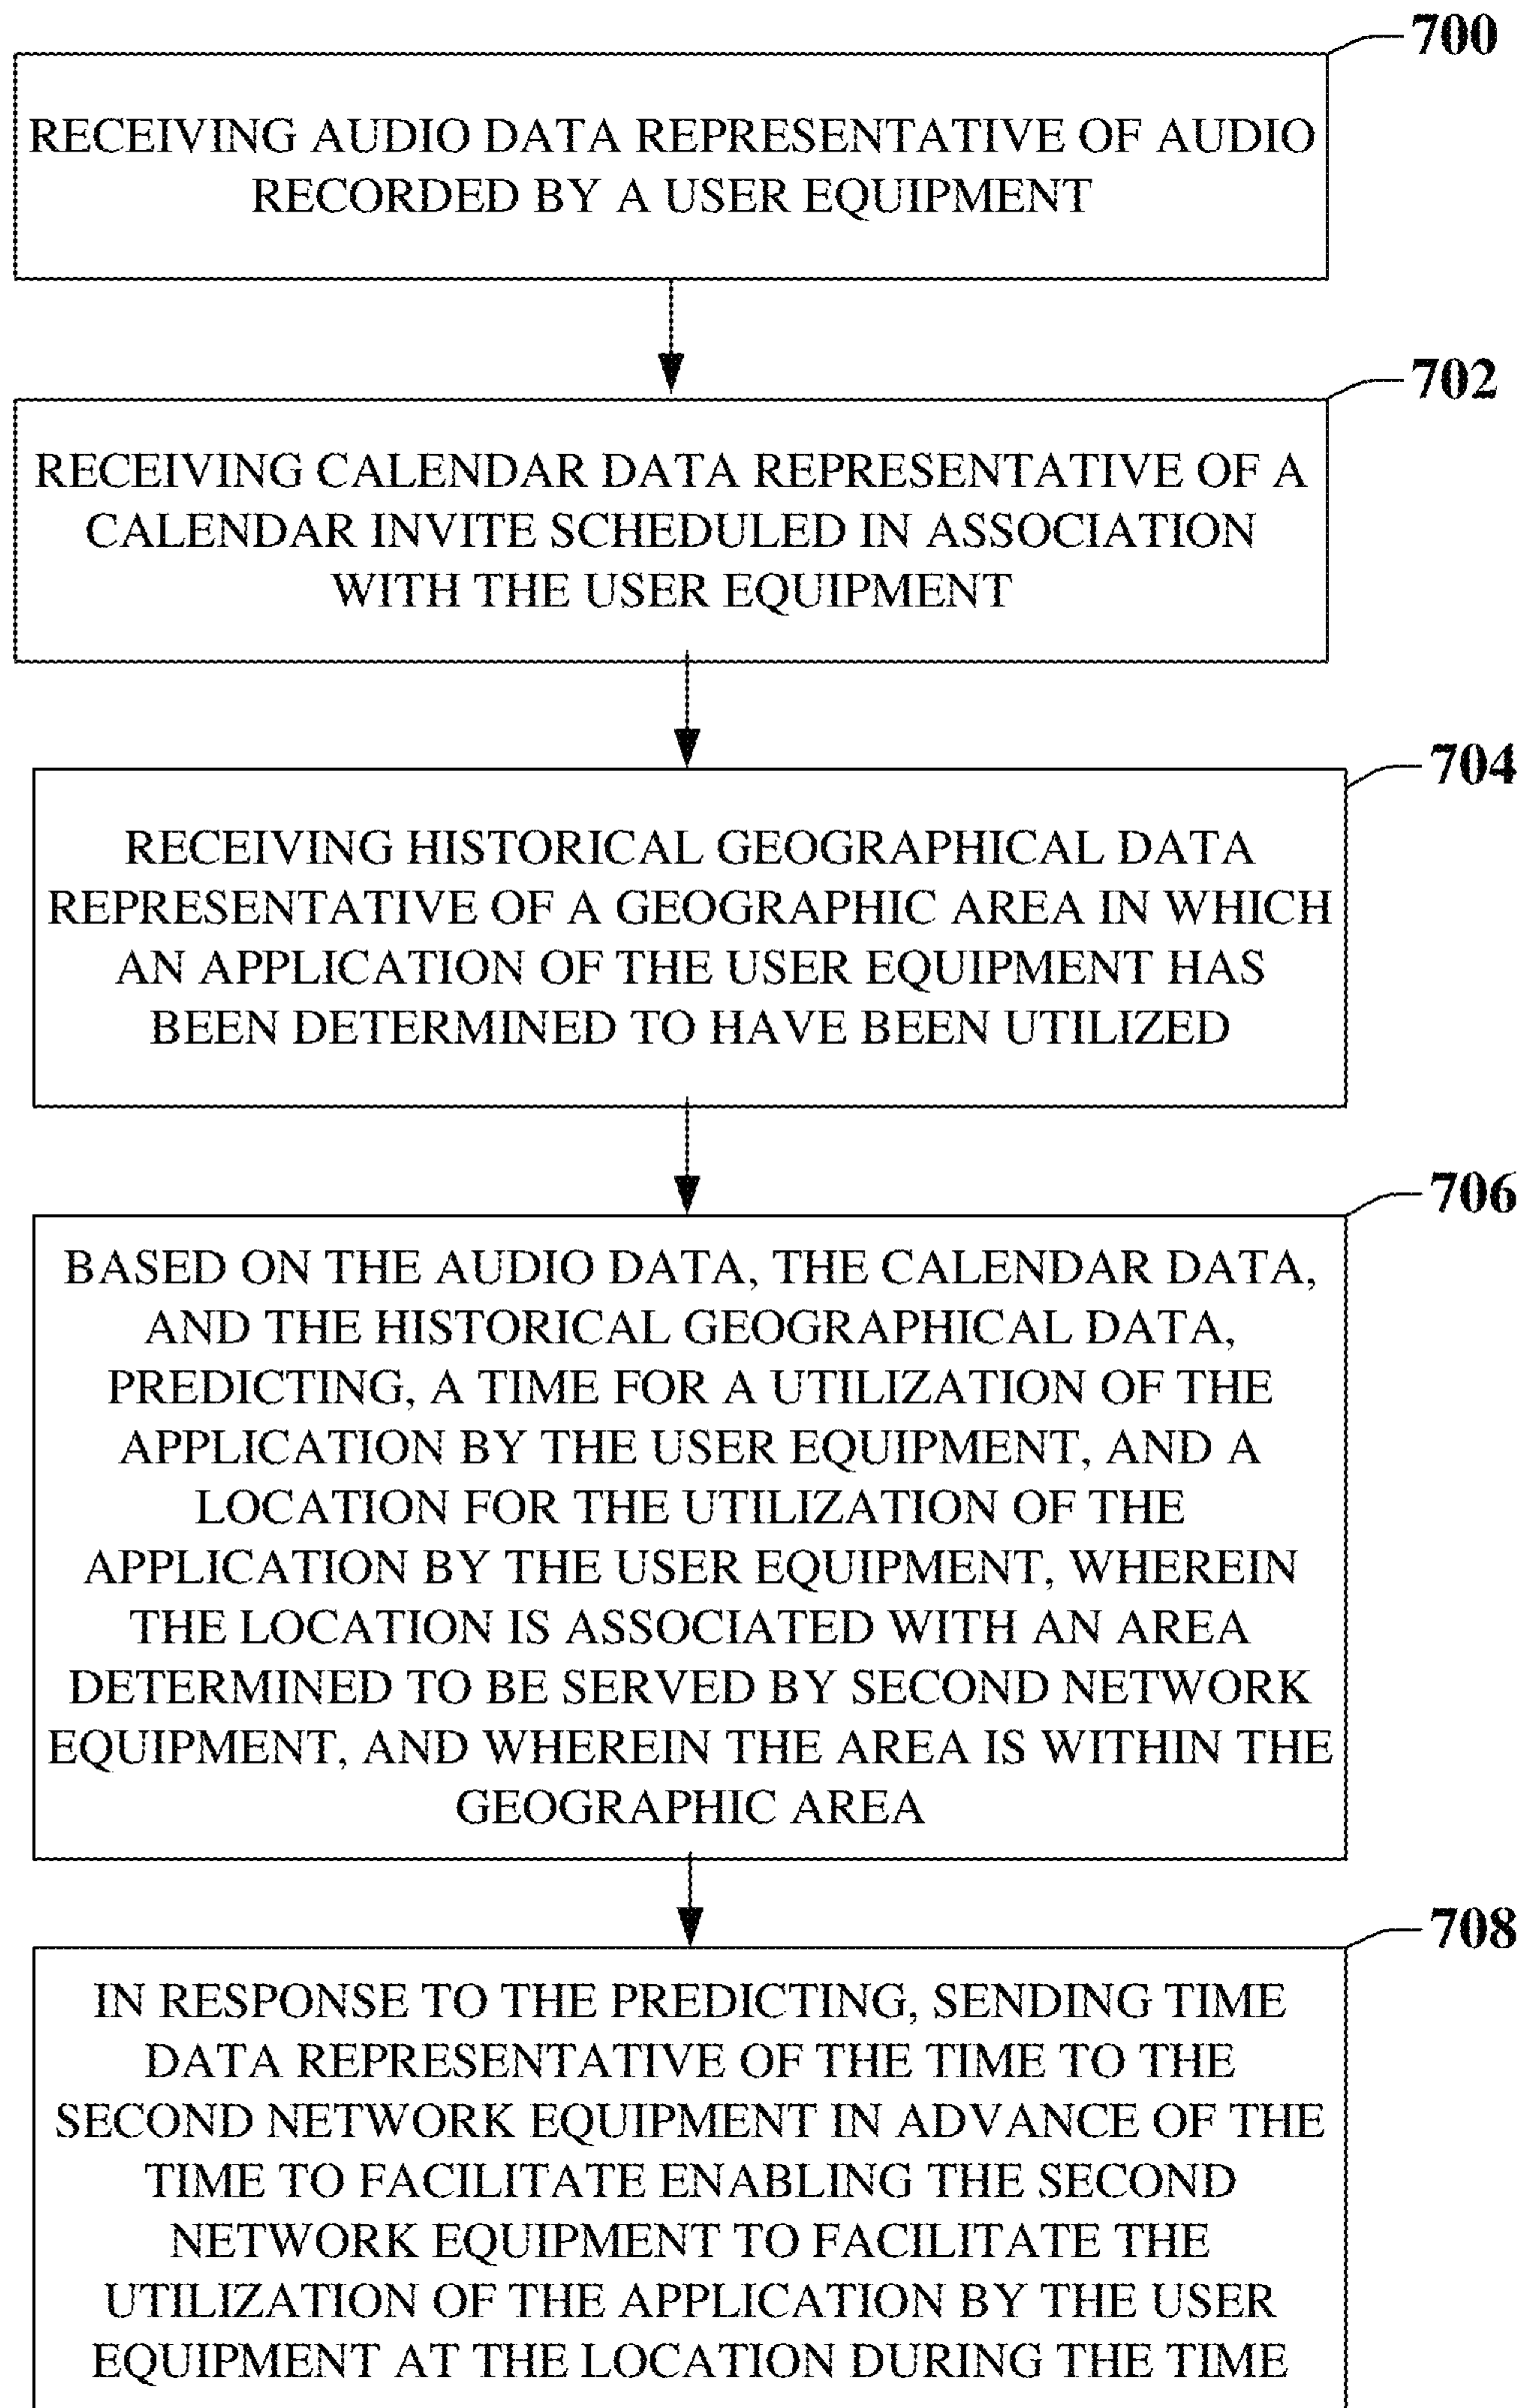 700
RECEIVING AUDIO DATA REPRESENTATIVE OF AUDIO
RECORDED BY A USER EQUIPMENT
702
RECEIVING CALENDAR DATA REPRESENTATIVE OF A
CALENDAR INVITE SCHEDULED IN ASSOCIATION
WITH THE USER EQUIPMENT
704
RECEIVING HISTORICAL GEOGRAPHICAL DATA
REPRESENTATIVE OF A GEOGRAPHIC AREA IN WHICH
AN APPLICATION OF THE USER EQUIPMENT HAS
BEEN DETERMINED TO HAVE BEEN UTILIZED
706
BASED ON THE AUDIO DATA, THE CALENDAR DATA,
AND THE HISTORICAL GEOGRAPHICAL DATA,
PREDICTING, A TIME FOR A UTILIZATION OF THE
APPLICATION BY THE USER EQUIPMENT, AND A
LOCATION FOR THE UTILIZATION OF THE
APPLICATION BY THE USER EQUIPMENT, WHEREIN
THE LOCATION IS ASSOCIATED WITH AN AREA
DETERMINED TO BE SERVED BY SECOND NETWORK
EQUIPMENT, AND WHEREIN THE AREA IS WITHIN THE
GEOGRAPHIC AREA
708
IN RESPONSE TO THE PREDICTING, SENDING TIME
DATA REPRESENTATIVE OF THE TIME TO THE
SECOND NETWORK EQUIPMENT IN ADVANCE OF THE
TIME TO FACILITATE ENABLING THE SECOND
NETWORK EQUIPMENT TO FACILITATE THE
UTILIZATION OF THE APPLICATION BY THE USER
EQUIPMENT AT THE LOCATION DURING THE TIME